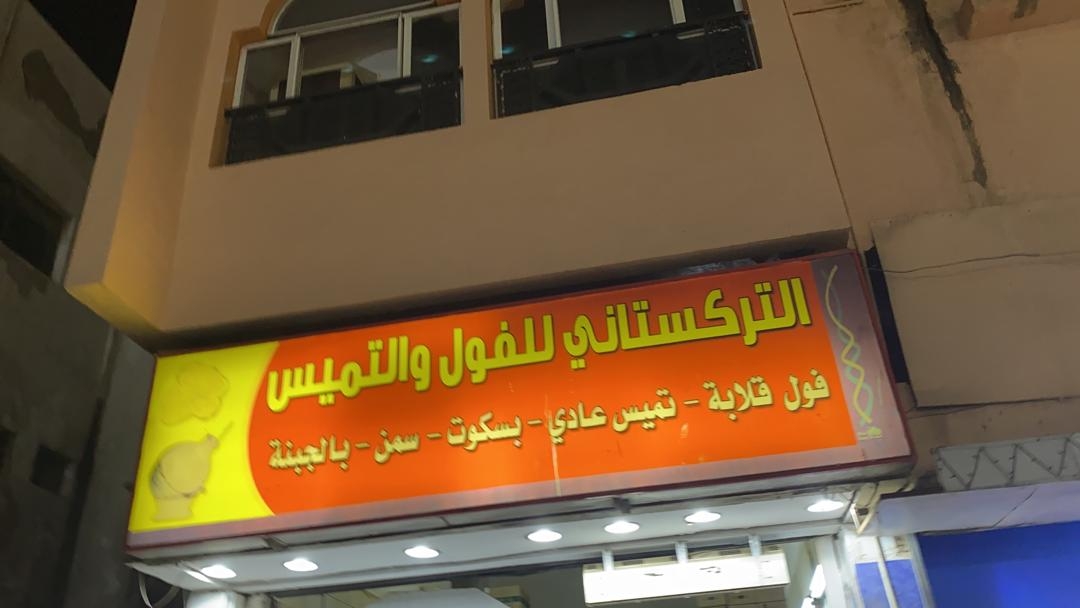 التركستاني للفول والتميس
فول قلابة - تميس عادي - بسكوت - سمن - بالجبنة